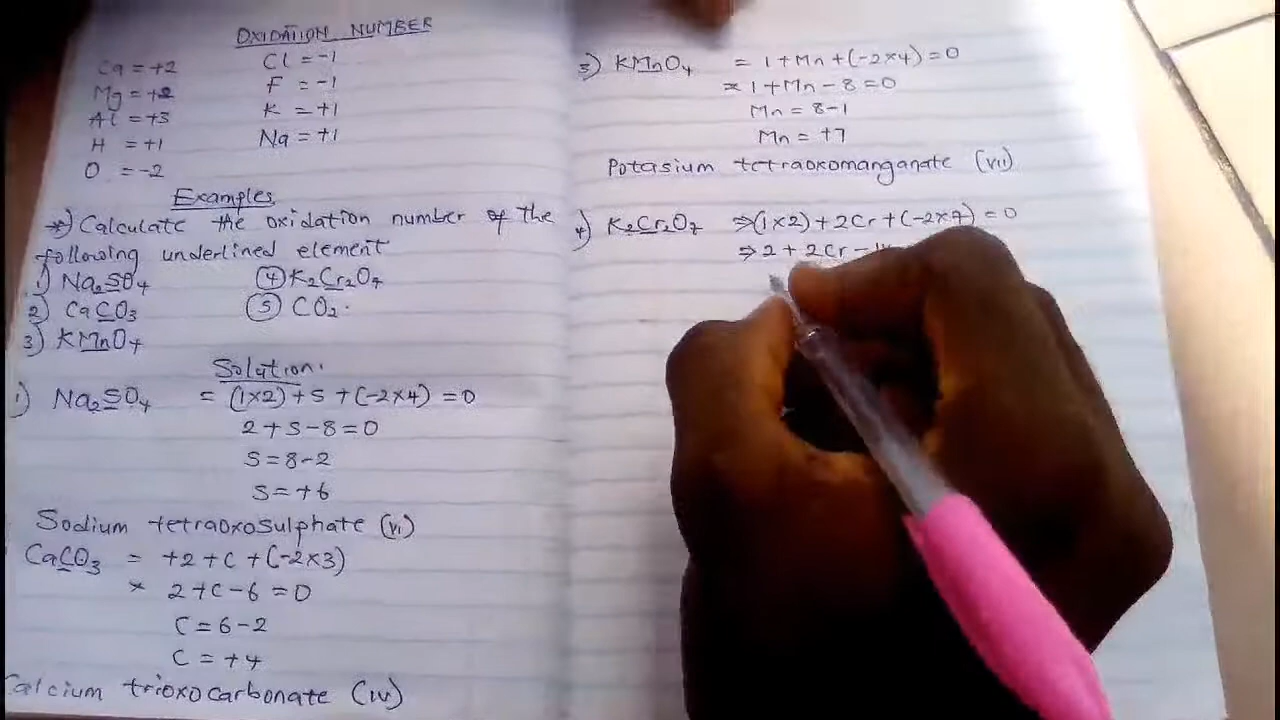 OXIDATION NUMBER
Ca = +2
Mg = +2
Al = +3
H = +1
O = -2
Cl = -1
F = -1
K = +1
Na = +1
Examples
*) Calculate the oxidation number of the
following underlined element
1) Na2SO4
2) CaCO3
3) KMnO4
④ K2Cr2O7
⑤ CO2.
Solution.
1) Na2SO4 = (1×2) + S + (-2×4) = 0
2 + S - 8 = 0
S = 8 - 2
S = +6
Sodium tetraoxosulphate (vi)
CaCO3 = +2 + C + (-2×3)
2 + C - 6 = 0
C = 6 - 2
C = +4
Calcium trioxocarbonate (iv)
3) KMnO4 = 1 + Mn + (-2×4) = 0
= 1 + Mn - 8 = 0
Mn = 8 - 1
Mn = +7
Potasium tetraoxomanganate (vii)
4) K2Cr2O7 ⇒ (1×2) + 2Cr + (-2×7) = 0
⇒ 2 + 2Cr -